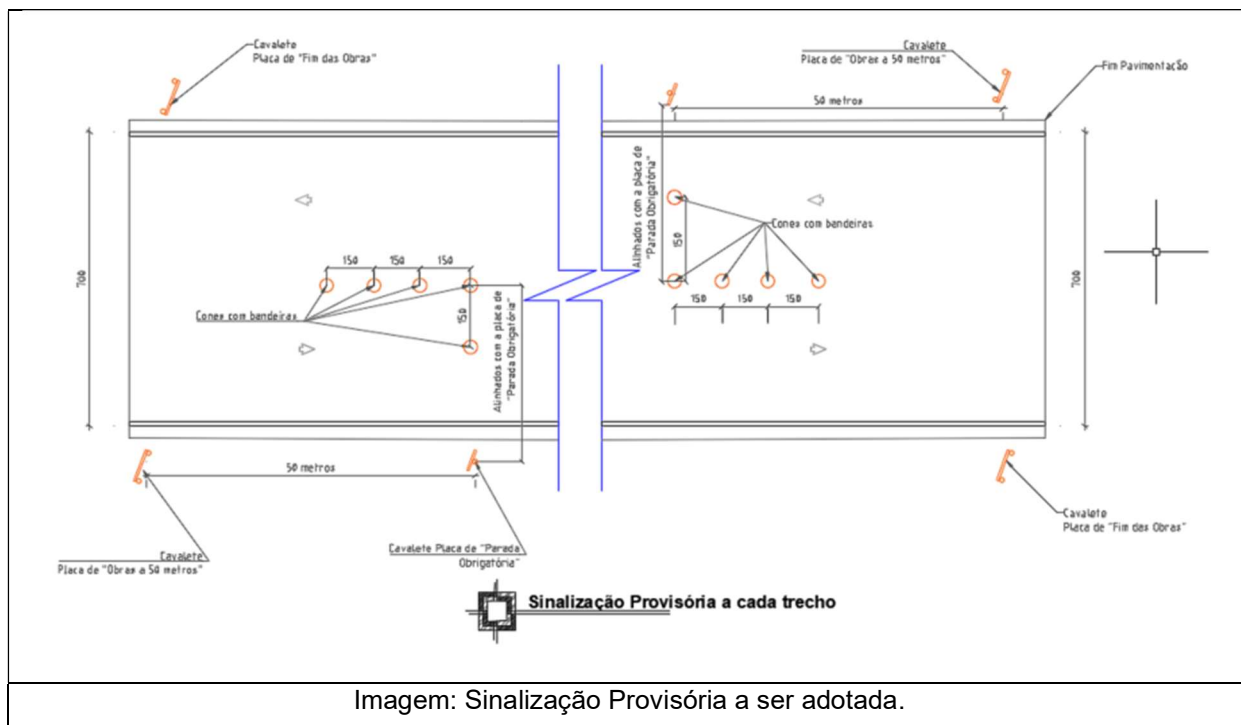 Cavalete
Placa de "Fim das Obras"
Cavalete
Placa de "Obras a 50 metros"
Fim Pavimentação
50 metros
700
Alinhados com a placa de
"Parada Obrigatória"
150
Cones com bandeiras
150
150
150
150
150
150
Cones com bandeiras
150
Alinhados com a placa de
"Parada Obrigatória"
700
50 metros
Cavalete
Placa de "Obras a 50 metros"
Cavalete Placa de "Parada
Obrigatória"
Cavalete
Placa de "Fim das Obras"
Sinalização Provisória a cada trecho
Imagem: Sinalização Provisória a ser adotada.